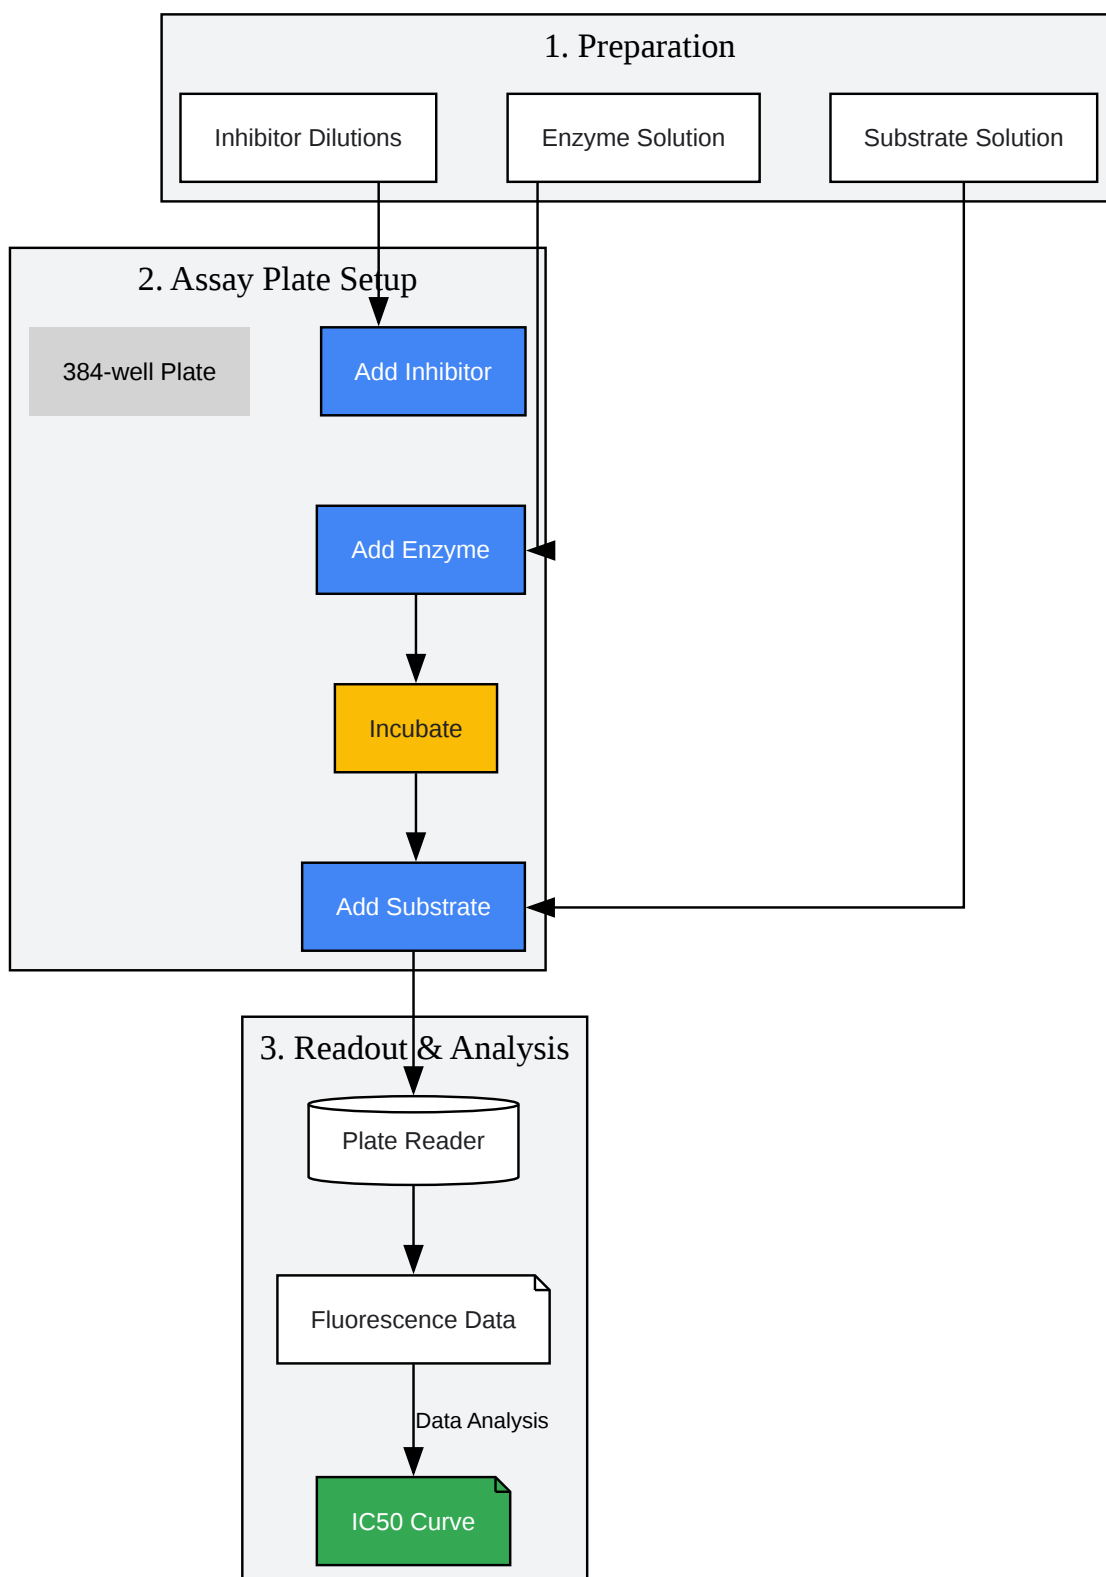 1. Preparation
Inhibitor Dilutions
Enzyme Solution
Substrate Solution
2. Assay Plate Setup
384-well Plate
Add Inhibitor
Add Enzyme
Incubate
Add Substrate
3. Readout & Analysis
Plate Reader
Fluorescence Data
Data Analysis
IC50 Curve